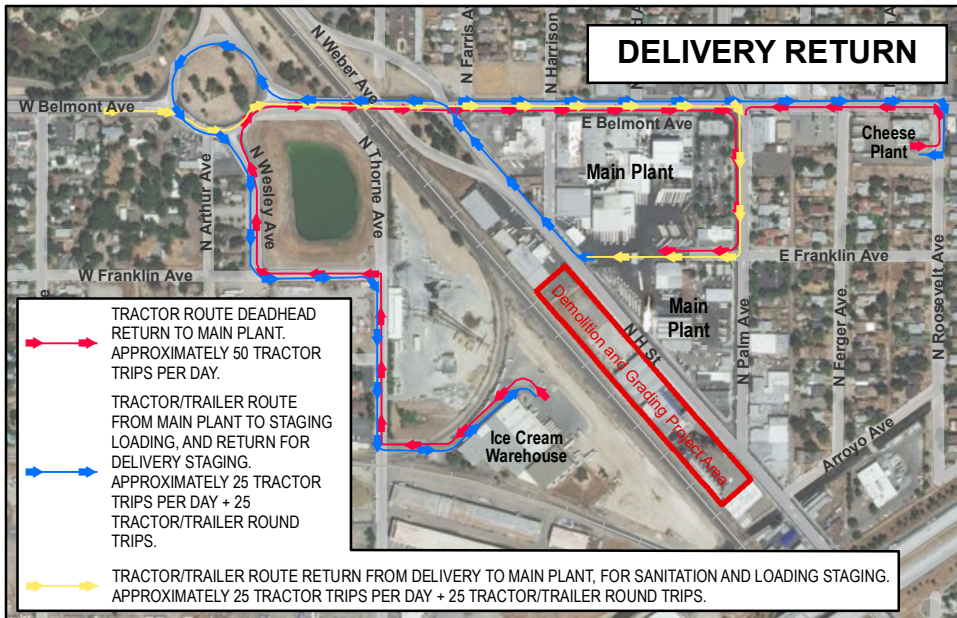 DELIVERY RETURN
N Weber Ave
N Farris A
N Harrison
W Belmont Ave
E Belmont Ave
Cheese
Plant
Main Plant
N Arthur Ave
N Wesley Ave
N Thorne Ave
W Franklin Ave
E Franklin Ave
N Roosevelt Ave
Main
Plant
N H St
N Palm Ave
N Ferger Ave
Demolition and Grading Project Area
Arroyo Ave
Ice Cream
Warehouse
TRACTOR ROUTE DEADHEAD
RETURN TO MAIN PLANT.
APPROXIMATELY 50 TRACTOR
TRIPS PER DAY.
TRACTOR/TRAILER ROUTE
FROM MAIN PLANT TO STAGING
LOADING, AND RETURN FOR
DELIVERY STAGING.
APPROXIMATELY 25 TRACTOR
TRIPS PER DAY + 25
TRACTOR/TRAILER ROUND
TRIPS.
TRACTOR/TRAILER ROUTE RETURN FROM DELIVERY TO MAIN PLANT, FOR SANITATION AND LOADING STAGING.
APPROXIMATELY 25 TRACTOR TRIPS PER DAY + 25 TRACTOR/TRAILER ROUND TRIPS.